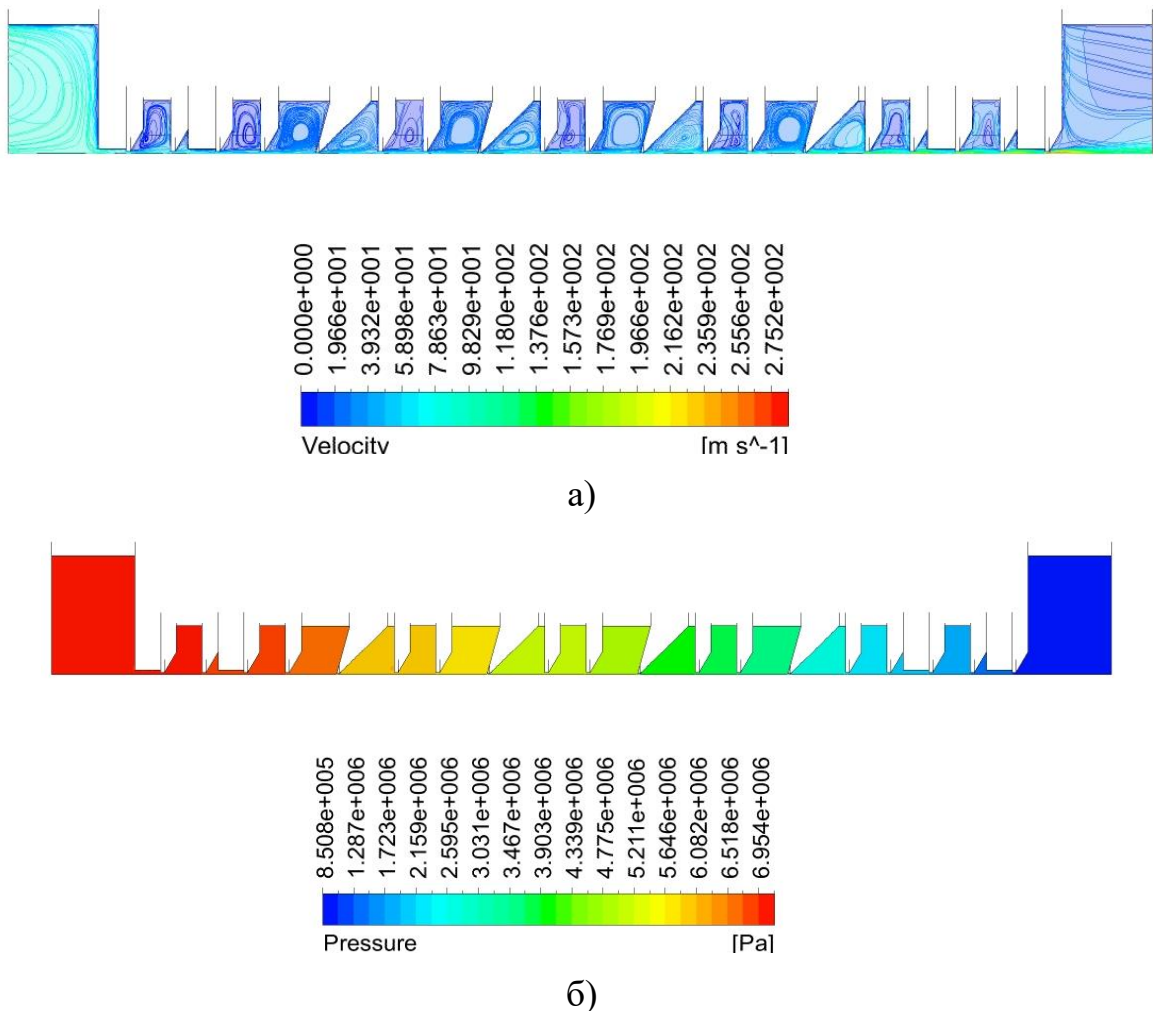 0.000e+000
1.966e+001
3.932e+001
5.898e+001
7.863e+001
9.829e+001
1.180e+002
1.376e+002
1.573e+002
1.769e+002
1.966e+002
2.162e+002
2.359e+002
2.556e+002
2.752e+002
Velocity [m s^-1]
а)
8.508e+005
1.287e+006
1.723e+006
2.159e+006
2.595e+006
3.031e+006
3.467e+006
3.903e+006
4.339e+006
4.775e+006
5.211e+006
5.646e+006
6.082e+006
6.518e+006
6.954e+006
Pressure [Pa]
б)